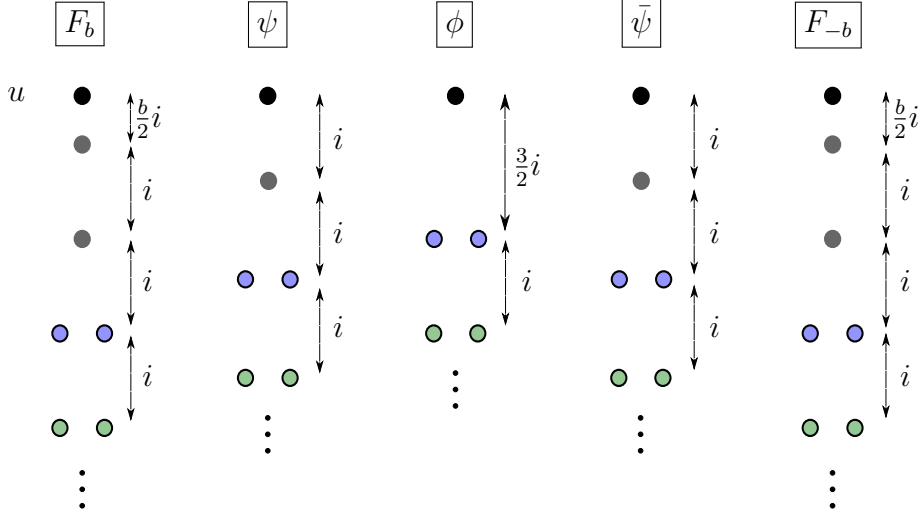 F_b ψ ϕ ψ̄ F_{-b}
u b/2 i i 3/2 i i b/2 i
i i i i i
i i i i i